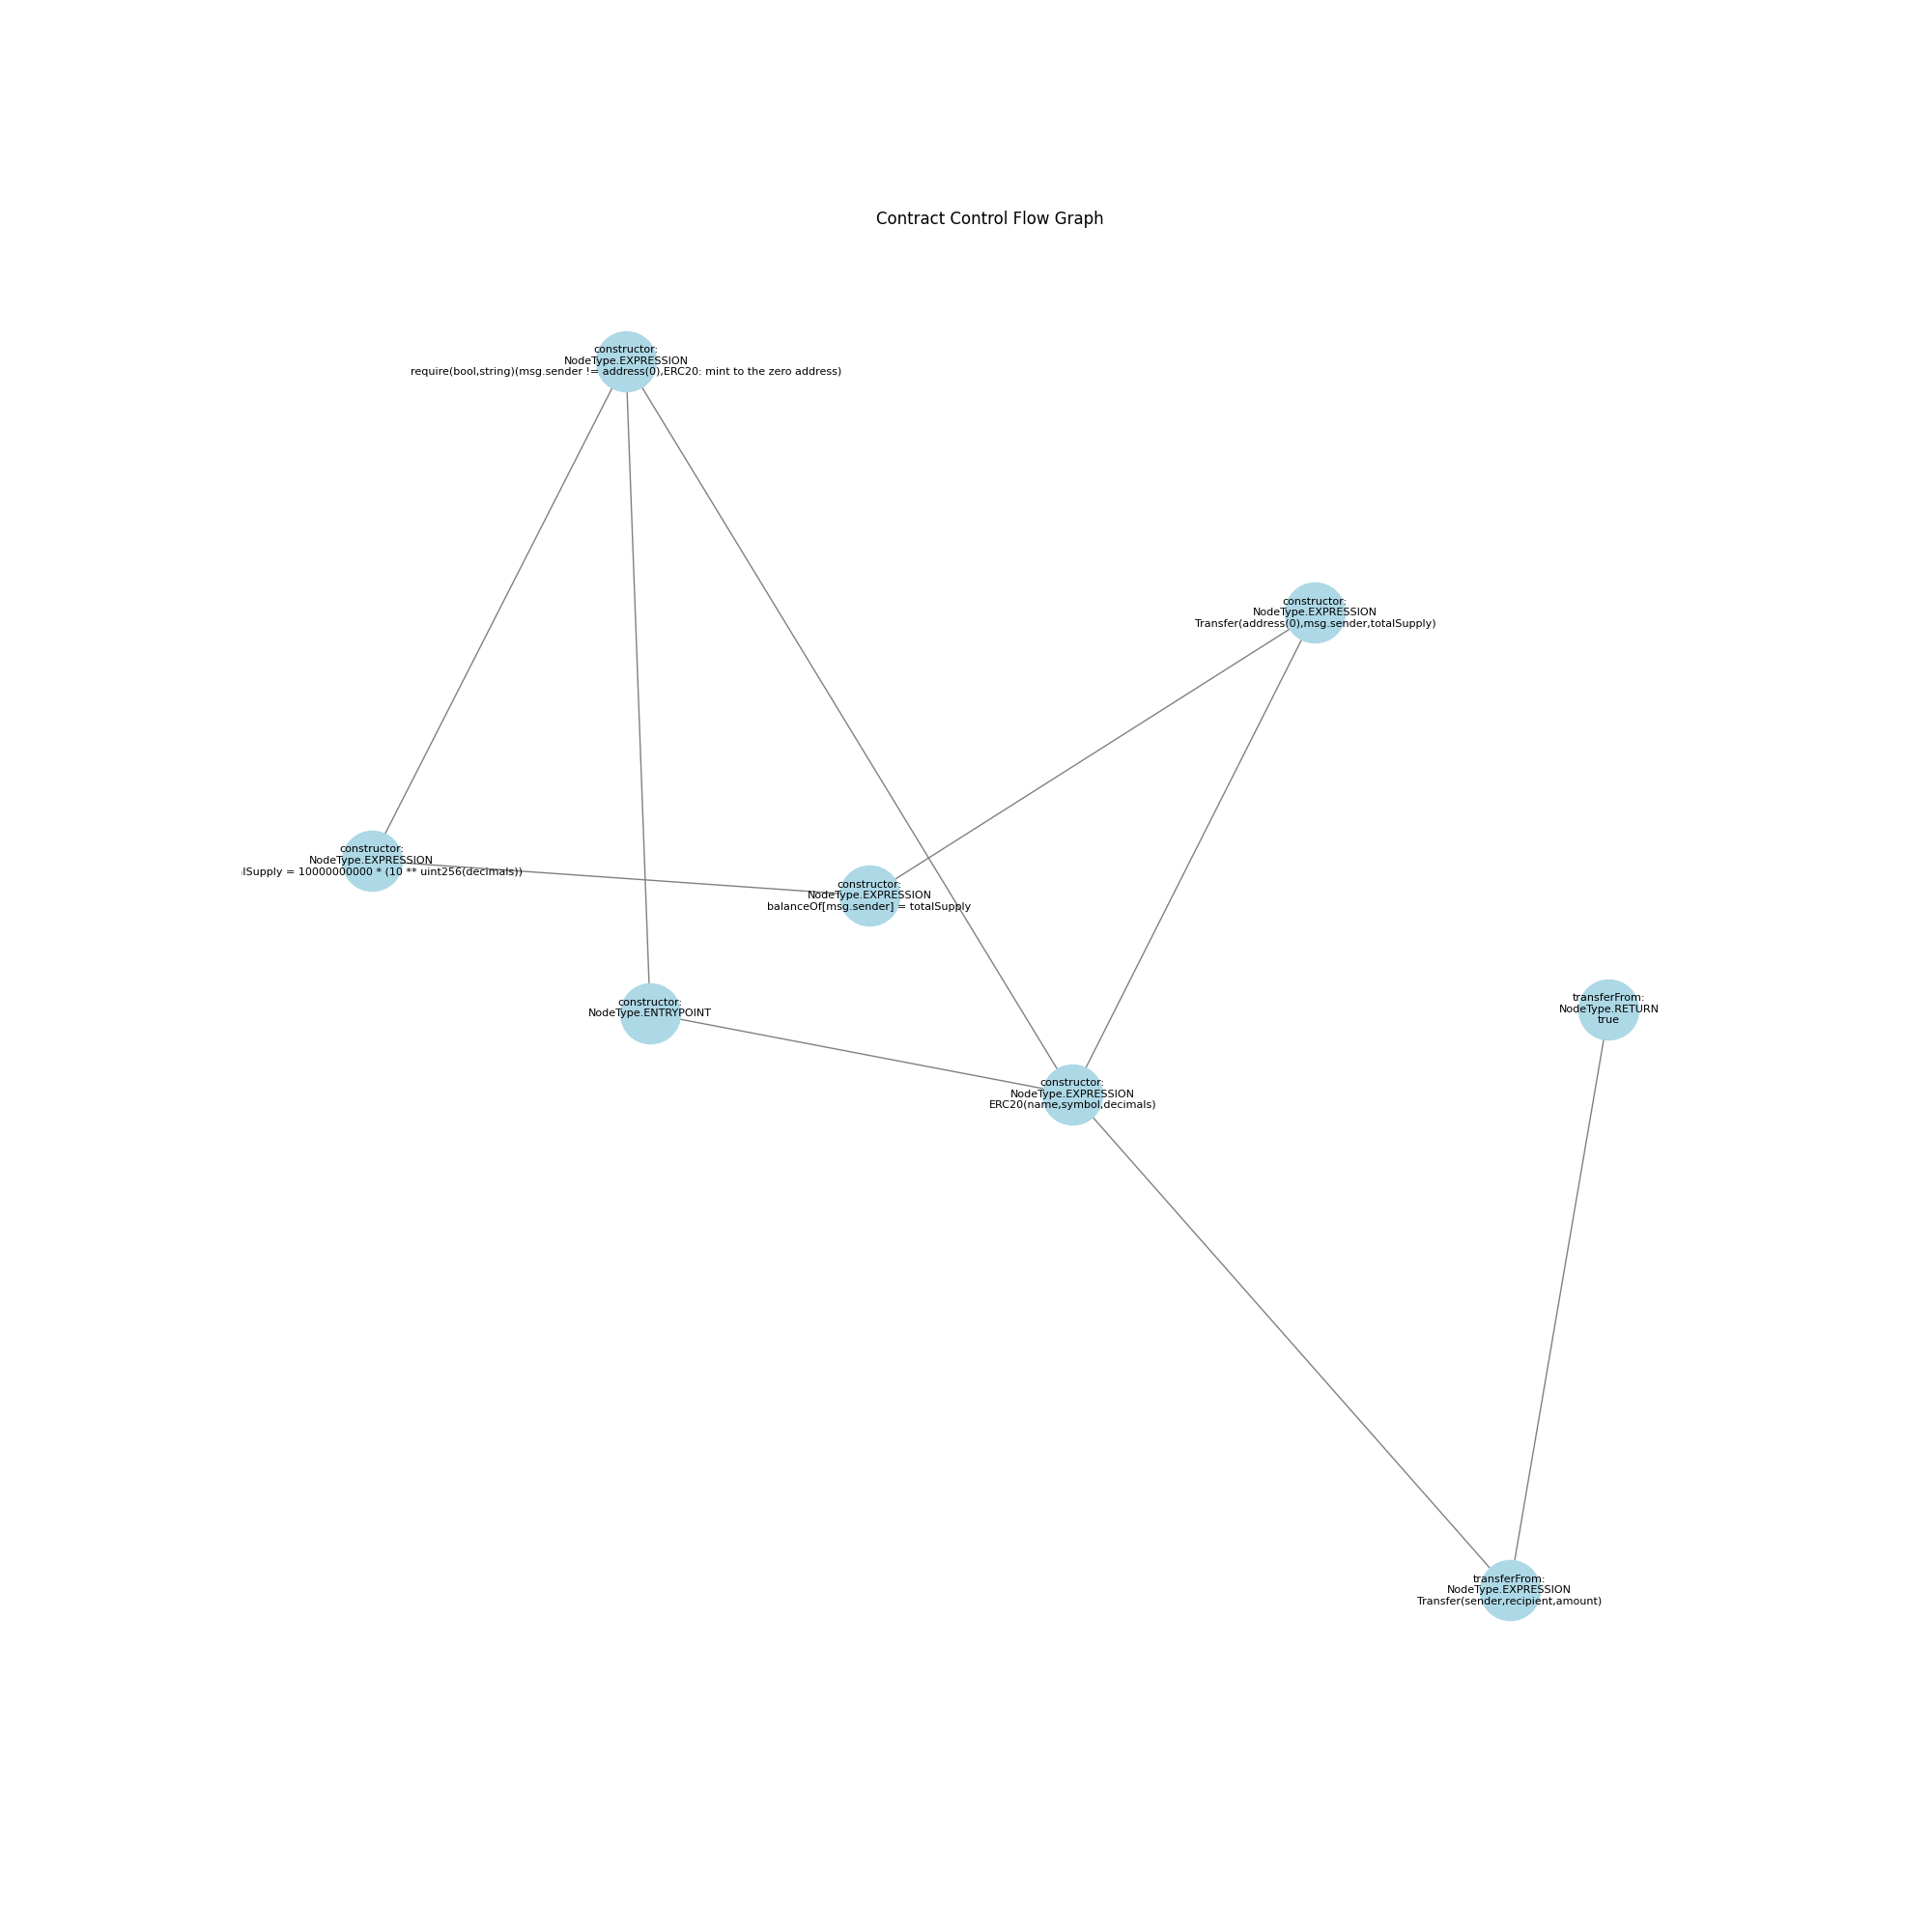 Contract Control Flow Graph
constructor:
NodeType.EXPRESSION
require(bool,string)(msg.sender != address(0),ERC20: mint to the zero address)
constructor:
NodeType.EXPRESSION
Transfer(address(0),msg.sender,totalSupply)
constructor:
NodeType.EXPRESSION
lSupply = 10000000000 * (10 ** uint256(decimals))
constructor:
NodeType.EXPRESSION
balanceOf[msg.sender] = totalSupply
constructor:
NodeType.ENTRYPOINT
transferFrom:
NodeType.RETURN
true
constructor:
NodeType.EXPRESSION
ERC20(name,symbol,decimals)
transferFrom:
NodeType.EXPRESSION
Transfer(sender,recipient,amount)